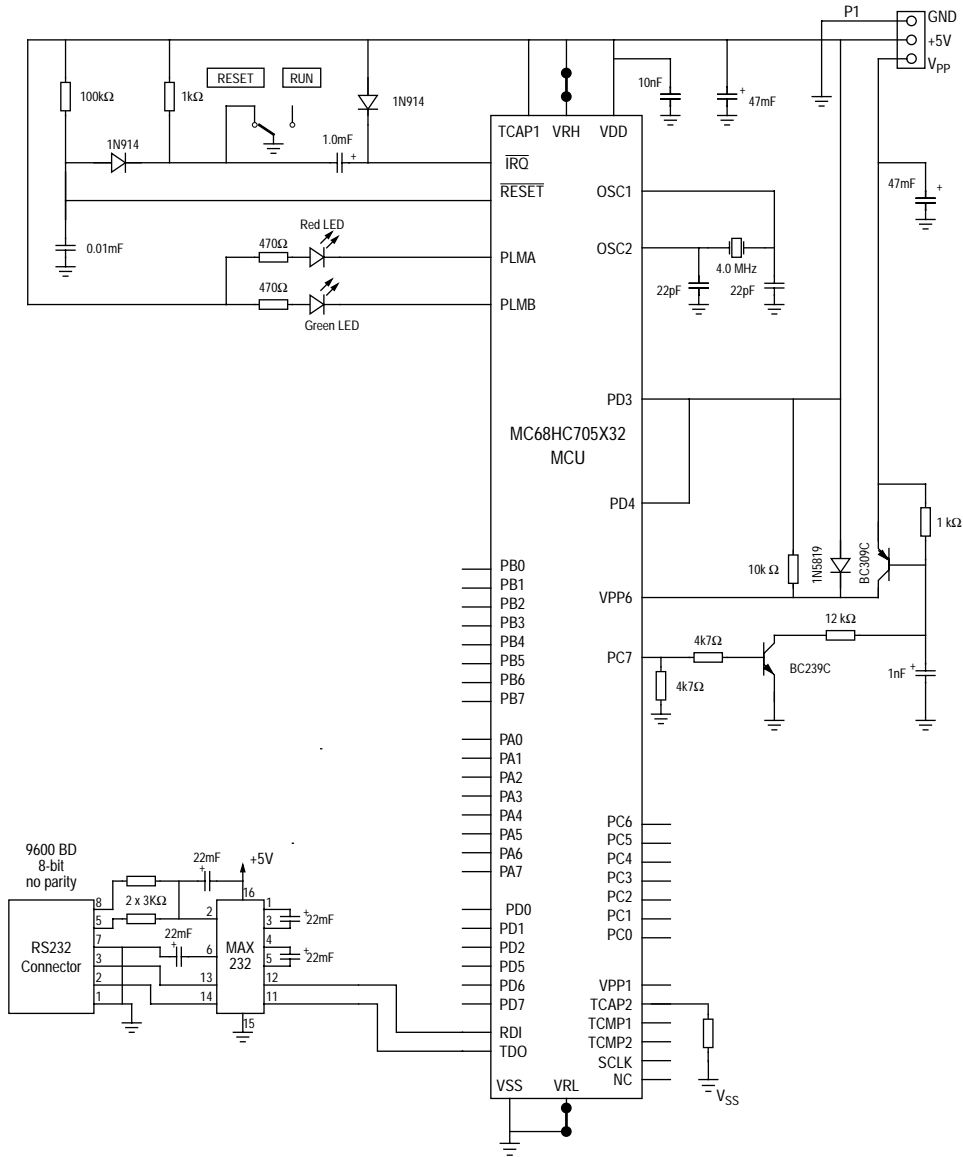 P1
GND
+5V
VPP
RESET
RUN
100kΩ
1kΩ
1N914
10nF
+
47mF
1N914
1.0mF
+
TCAP1
VRH
VDD
IRQ
RESET
OSC1
47mF
+
0.01mF
Red LED
470Ω
PLMA
OSC2
4.0 MHz
22pF
22pF
470Ω
PLMB
Green LED
PD3
MC68HC705X32
MCU
PD4
1 kΩ
10k Ω
1N5819
BC309C
VPP6
12 kΩ
PC7
4k7Ω
4k7Ω
BC239C
1nF
+
PB0
PB1
PB2
PB3
PB4
PB5
PB6
PB7
PA0
PA1
PA2
PA3
PA4
PA5
PA6
PA7
PC6
PC5
PC4
PC3
PC2
PC1
PC0
PD0
PD1
PD2
PD5
PD6
PD7
VPP1
TCAP2
TCMP1
TCMP2
SCLK
NC
RDI
TDO
VSS
VRL
VSS
9600 BD
8-bit
no parity
22mF
+
+5V
2 x 3KΩ
22mF
+
RS232
Connector
8
5
7
3
2
1
MAX
232
16
2
6
13
14
1
3
4
5
12
11
15
+
22mF
+
22mF